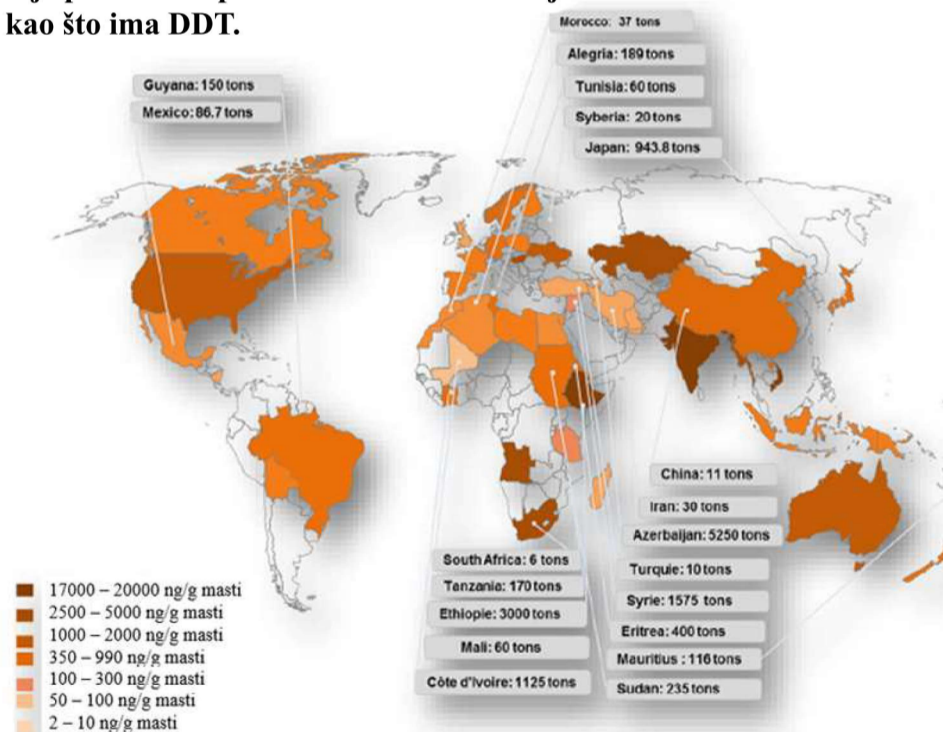 kao što ima DDT.
Morocco: 37 tons
Alegria: 189 tons
Tunisia: 60 tons
Syberia: 20 tons
Japan: 943.8 tons
Guyana: 150 tons
Mexico: 86.7 tons
China: 11 tons
Iran: 30 tons
Azerbaijan: 5250 tons
Turquie: 10 tons
Syrie: 1575 tons
Eritrea: 400 tons
Mauritius : 116 tons
Sudan: 235 tons
South Africa: 6 tons
Tanzania: 170 tons
Ethiopie: 3000 tons
Mali: 60 tons
Côte d'Ivoire: 1125 tons
17000 – 20000 ng/g masti
2500 – 5000 ng/g masti
1000 – 2000 ng/g masti
350 – 990 ng/g masti
100 – 300 ng/g masti
50 – 100 ng/g masti
2 – 10 ng/g masti